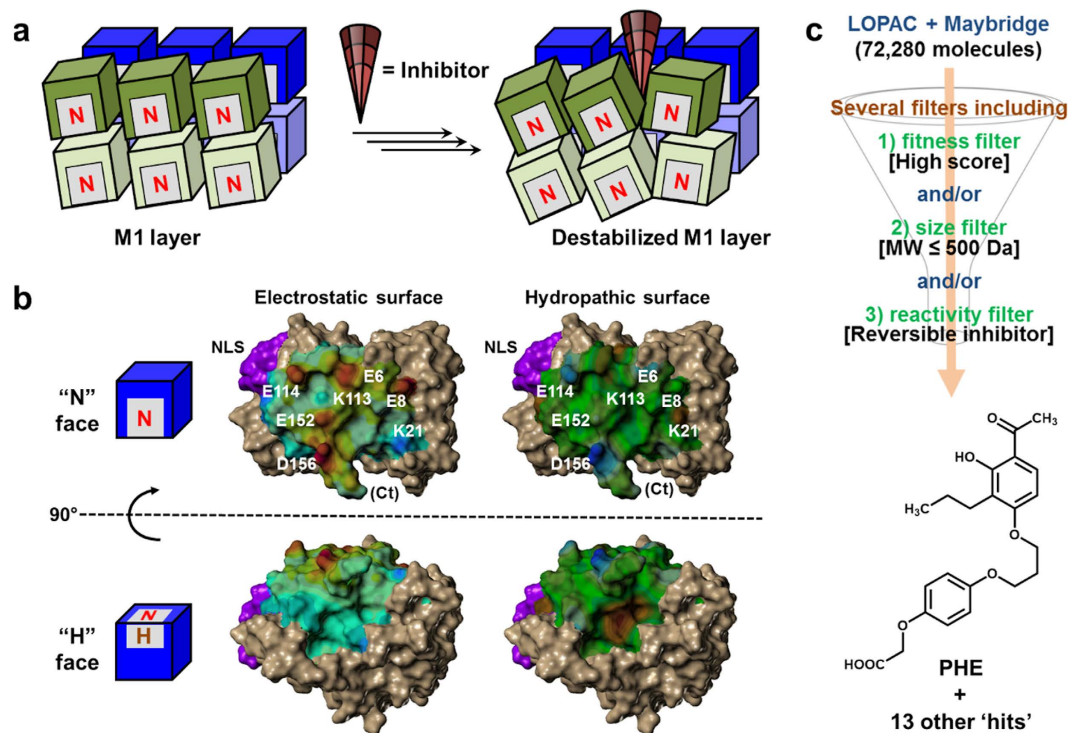 a
N N N
N N N
= Inhibitor
N N N
N N N
M1 layer
Destabilized M1 layer
b
Electrostatic surface
Hydropathic surface
“N”
face
N
NLS
E6
E114
K113
E8
E152
K21
D156
(Ct)
NLS
E6
E114
K113
E8
E152
K21
D156
(Ct)
90°
“H”
face
N
H
c
LOPAC + Maybridge
(72,280 molecules)
Several filters including
1) fitness filter
[High score]
and/or
2) size filter
[MW ≤ 500 Da]
and/or
3) reactivity filter
[Reversible inhibitor]
O
CH₃
HO
H₃C
O
O
O
HOOC
PHE
+
13 other ‘hits’